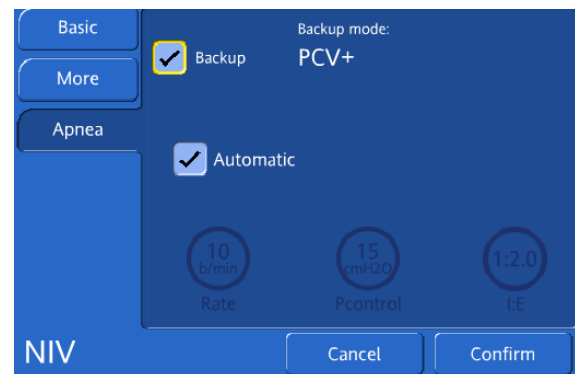 Basic
More
Apnea
Backup
Backup mode:
PCV+
Automatic
10
b/min
Rate
15
cmH2O
Pcontrol
1:2.0
I:E
NIV
Cancel
Confirm